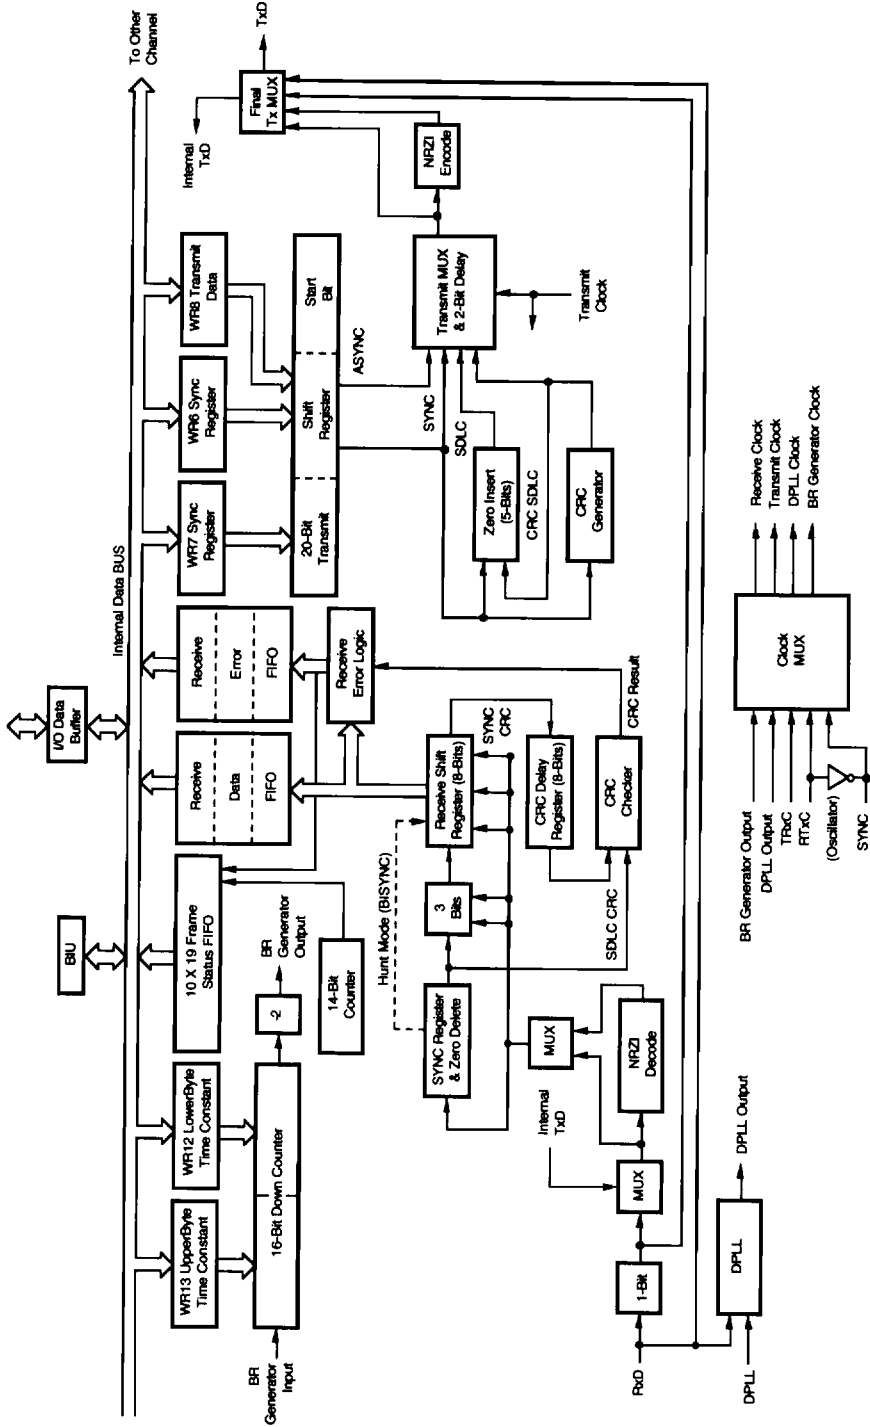 BIU
I/O Data
Buffer
Internal Data BUS
To Other
Channel
WR13 UpperByte
Time Constant
WR12 LowerByte
Time Constant
10 X 19 Frame
Status FIFO
Receive
Data
FIFO
Receive
Error
FIFO
WR7 Sync
Register
WR6 Sync
Register
WR8 Transmit
Data
Internal
TxD
Final
Tx MUX
TxD
BR
Generator
Input
16-Bit Down Counter
-2
BR
Generator
Output
14-Bit
Counter
Receive
Error Logic
20-Bit
Transmit
Shift
Register
Start
Bit
ASYNC
Hunt Mode (BISYNC)
SYNC Register
& Zero Delete
3
Bits
Receive Shift
Register (8-Bits)
SYNC
CRC
CRC Delay
Register (8-Bits)
SDLC CRC
CRC
Checker
CRC Result
SYNC
SDLC
Zero Insert
(5-Bits)
CRC SDLC
CRC
Generator
Transmit MUX
& 2-Bit Delay
NRZI
Encode
Transmit
Clock
Internal
TxD
MUX
RxD
1-Bit
MUX
NRZI
Decode
DPLL
DPLL
DPLL Output
BR Generator Output
DPLL Output
TRxC
RTxC
(Oscillator)
SYNC
Clock
MUX
Receive Clock
Transmit Clock
DPLL Clock
BR Generator Clock